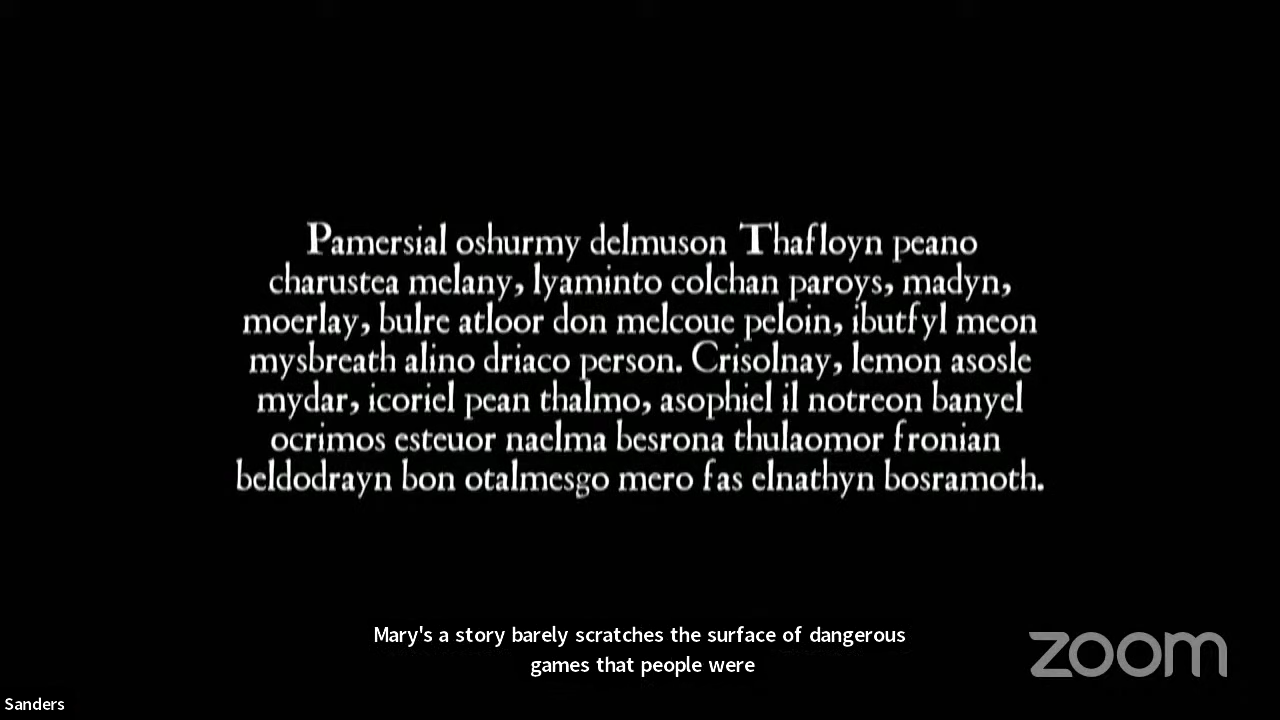 Pamersial oshurmy delmuson Thafloyn peano
charustea melany, lyaminto colchan paroys, madyn,
moerlay, bulre atloor don melcoue peloin, ibutfyl meon
mysbreath alino driaco person. Crisolnay, lemon asosle
mydar, icoriel pean thalmo, asophiel il notreon banyel
ocrimos esteuor naelma besrona thulaomor fronian
beldodrayn bon otalmesgo mero fas elnathyn bosramoth.
Mary's a story barely scratches the surface of dangerous
games that people were
zoom
Sanders